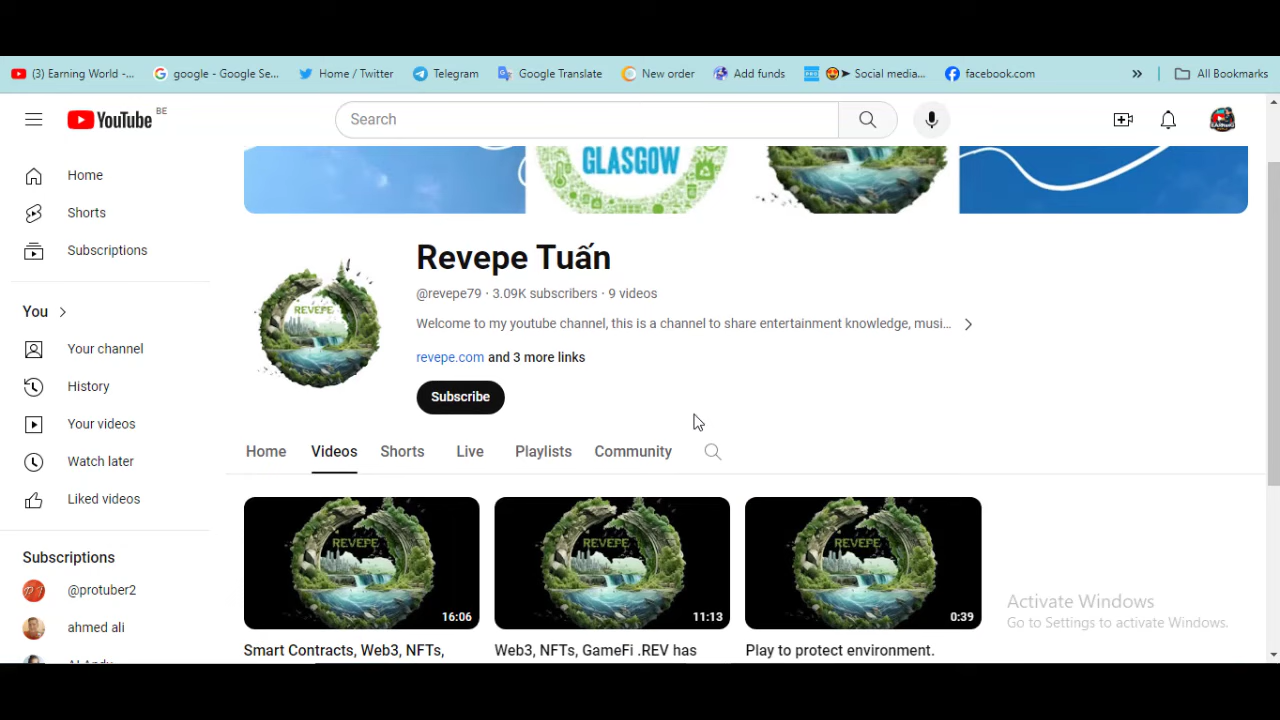 (3) Earning World -...
google - Google Se...
Home / Twitter
Telegram
Google Translate
New order
Add funds
Social media...
facebook.com
»
All Bookmarks
YouTube BE
Search
Home
Shorts
Subscriptions
You
Your channel
History
Your videos
Watch later
Liked videos
Subscriptions
@protuber2
ahmed ali
GLASGOW
REVEPE
Revepe Tuấn
@revepe79 · 3.09K subscribers · 9 videos
Welcome to my youtube channel, this is a channel to share entertainment knowledge, musi...
revepe.com and 3 more links
Subscribe
Home
Videos
Shorts
Live
Playlists
Community
REVEPE
16:06
REVEPE
11:13
REVEPE
0:39
Smart Contracts, Web3, NFTs,
Web3, NFTs, GameFi .REV has
Play to protect environment.
Activate Windows
Go to Settings to activate Windows.